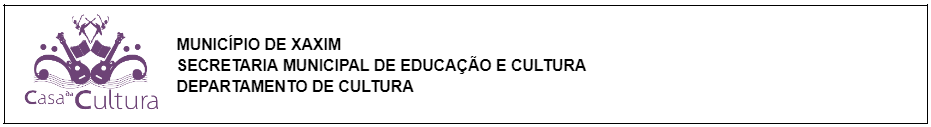 MUNICÍPIO DE XAXIM
SECRETARIA MUNICIPAL DE EDUCAÇÃO E CULTURA
DEPARTAMENTO DE CULTURA
Casa da Cultura